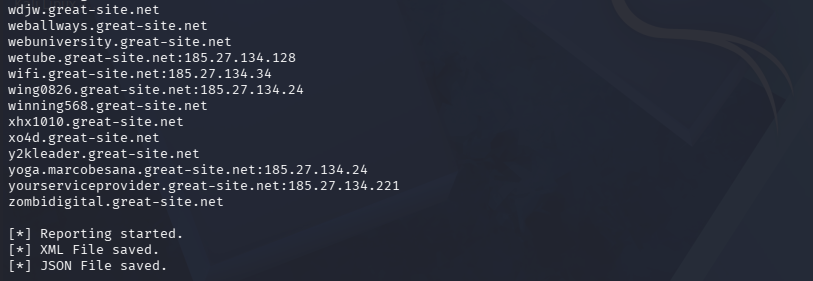 wdjw.great-site.net
weballways.great-site.net
webuniversity.great-site.net
wetube.great-site.net:185.27.134.128
wifi.great-site.net:185.27.134.34
wing0826.great-site.net:185.27.134.24
winning568.great-site.net
xhx1010.great-site.net
xo4d.great-site.net
y2kleader.great-site.net
yoga.marcobesana.great-site.net:185.27.134.24
yourserviceprovider.great-site.net:185.27.134.221
zombidigital.great-site.net
[*] Reporting started.
[*] XML File saved.
[*] JSON File saved.